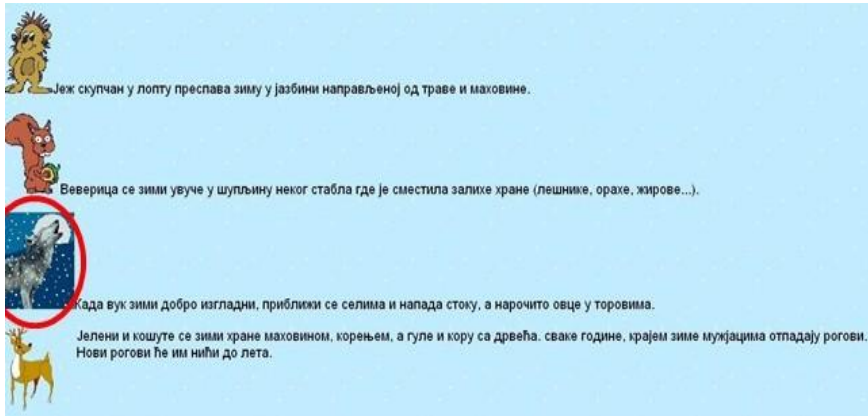 Јеж скупчан у лопту преспава зиму у јазбини направљеној од траве и маховине.
Веверица се зими увуче у шупљину неког стабла где је сместила залихе хране (лешнике, орахе, жирове...).
Када вук зими добро изгладни, приближи се селима и напада стоку, а нарочито овце у торовима.
Јелени и кошуте се зими хране маховином, корењем, а гуле и кору са дрвећа. сваке године, крајем зиме мужјацима отпадају рогови.
Нови рогови ће им нићи до лета.